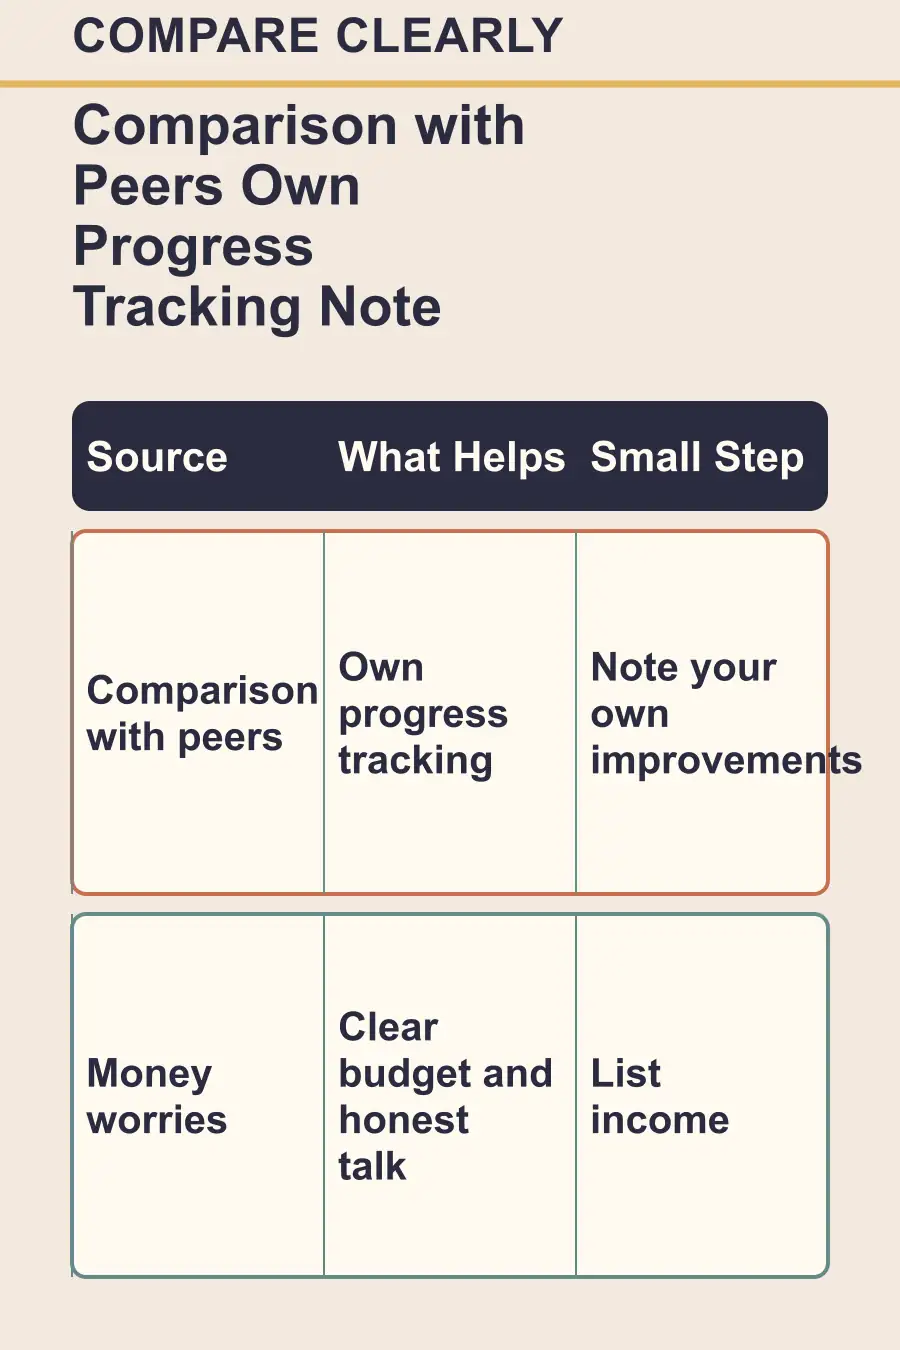 COMPARE CLEARLY
Comparison with
Peers Own
Progress
Tracking Note
Source
What Helps
Small Step
Comparison
with peers
Own
progress
tracking
Note your
own
improvements
Money
worries
Clear
budget and
honest
talk
List
income